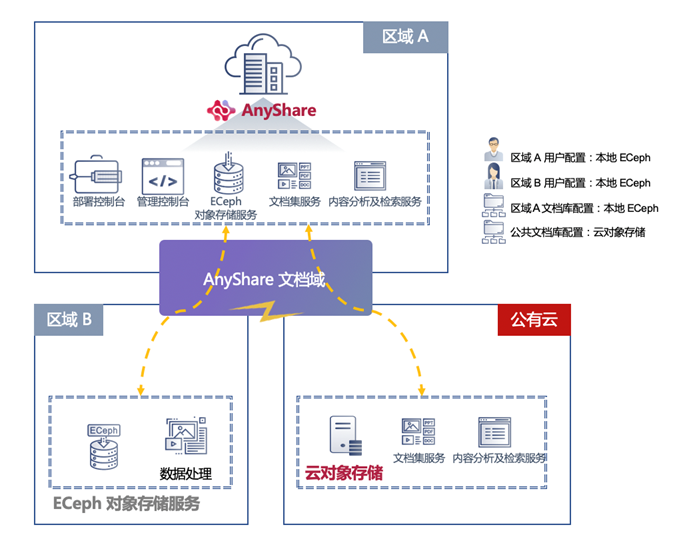 区域 A
AnyShare
部署控制台
管理控制台
ECeph
对象存储服务
PPT
PDF
DOC
文档集服务
内容分析及检索服务
区域 A 用户配置：本地 ECeph
区域 B 用户配置：本地 ECeph
区域A文档库配置：本地 ECeph
公共文档库配置：云对象存储
AnyShare 文档域
区域 B
公有云
ECeph
数据处理
ECeph 对象存储服务
云对象存储
PPT
PDF
DOC
文档集服务
内容分析及检索服务